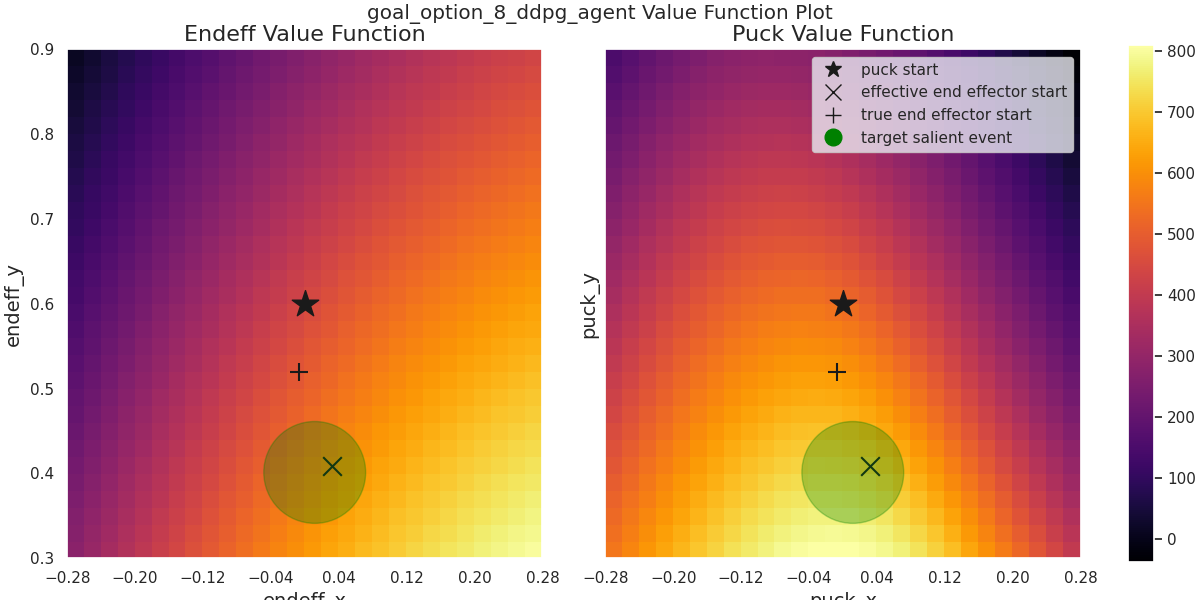 goal_option_8_ddpg_agent Value Function Plot
Endeff Value Function
Puck Value Function
0.9
0.8
0.7
0.6
0.5
0.4
0.3
endeff_y
−0.28 −0.20 −0.12 −0.04 0.04 0.12 0.20 0.28
endeff_x
puck_y
puck start
effective end effector start
true end effector start
target salient event
−0.28 −0.20 −0.12 −0.04 0.04 0.12 0.20 0.28
puck_x
800
700
600
500
400
300
200
100
0